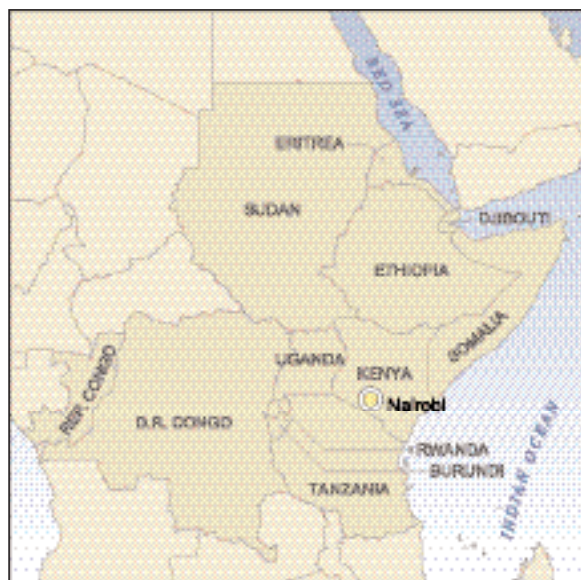 RED SEA
ERITREA
SUDAN
DJIBOUTI
ETHIOPIA
SOMALIA
UGANDA
KENYA
REP. CONGO
Nairobi
D.R. CONGO
RWANDA
BURUNDI
TANZANIA
INDIAN OCEAN